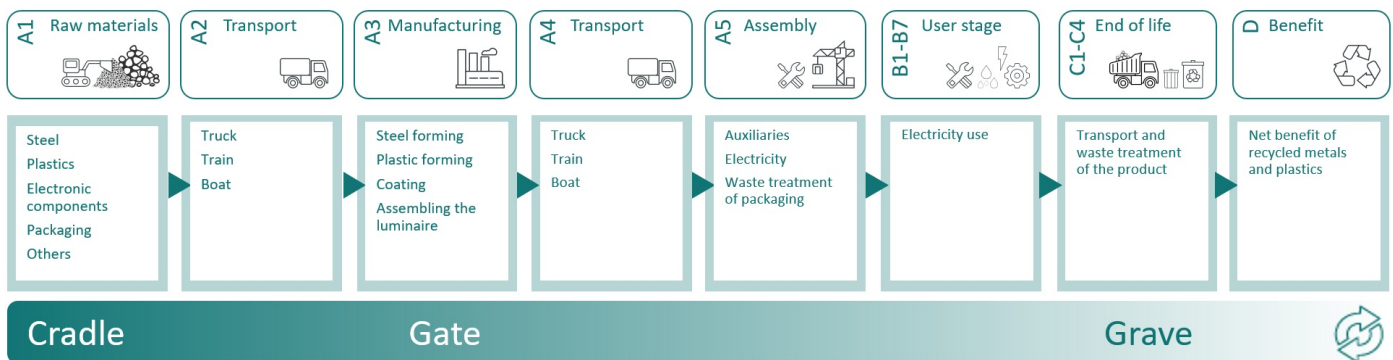 A1 Raw materials
A2 Transport
A3 Manufacturing
A4 Transport
A5 Assembly
B1-B7 User stage
C1-C4 End of life
D Benefit
Steel
Plastics
Electronic
components
Packaging
Others
Truck
Train
Boat
Steel forming
Plastic forming
Coating
Assembling the
luminaire
Truck
Train
Boat
Auxiliaries
Electricity
Waste treatment
of packaging
Electricity use
Transport and
waste treatment
of the product
Net benefit of
recycled metals
and plastics
Cradle
Gate
Grave